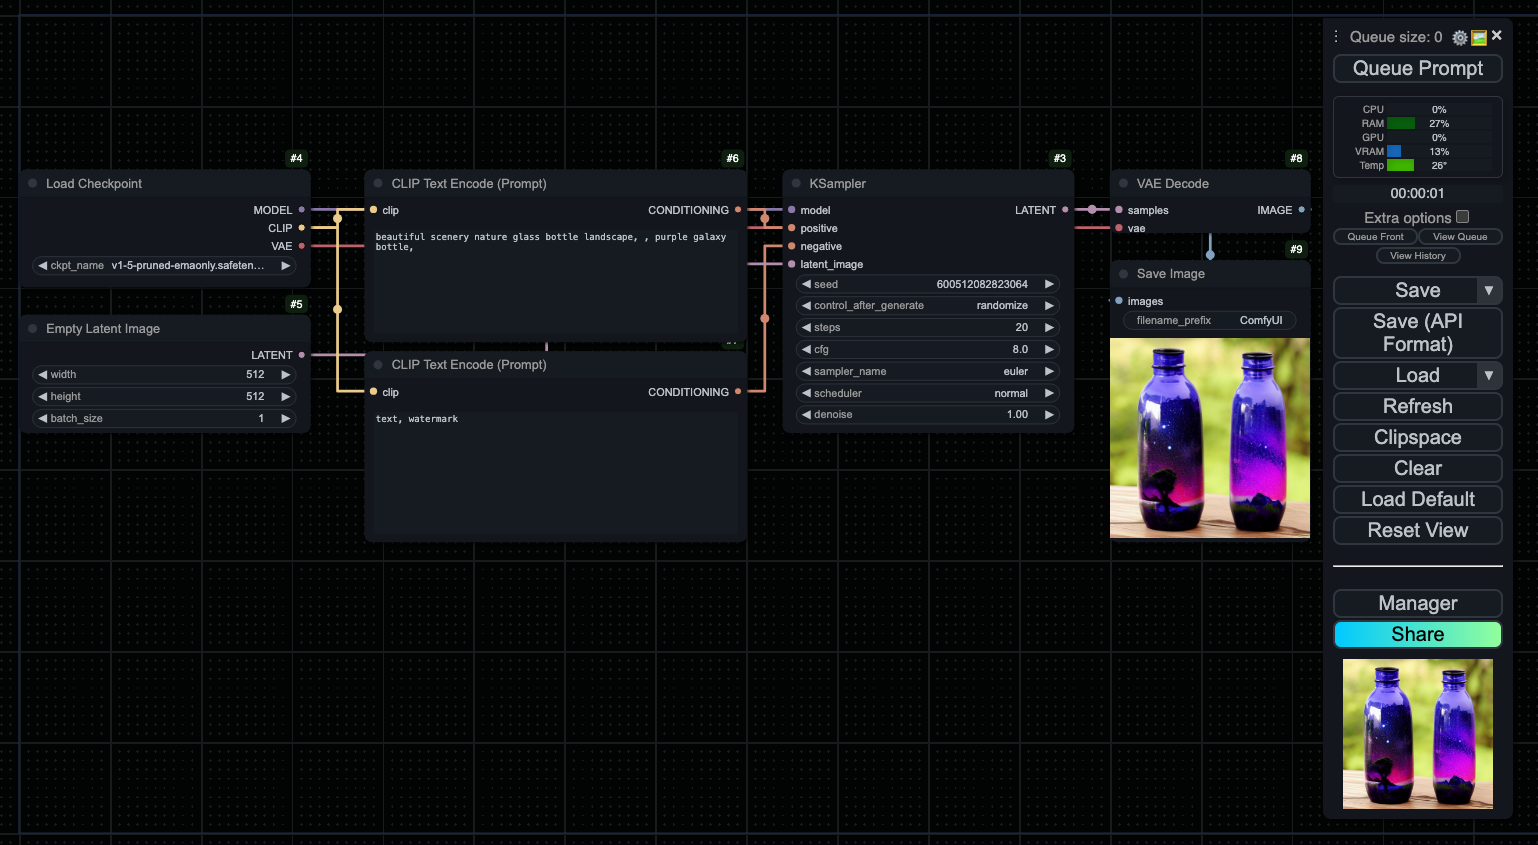 Queue size: 0
Queue Prompt
CPU 0%
RAM 27%
GPU 0%
VRAM 13%
Temp 26°
00:00:01
Extra options
Queue Front View Queue
View History
Save ▼
Save (API
Format)
Load ▼
Refresh
Clipspace
Clear
Load Default
Reset View
Manager
Share
#4
Load Checkpoint
MODEL
CLIP
VAE
ckpt_name v1-5-pruned-emaonly.safeten...
#5
Empty Latent Image
LATENT
width 512
height 512
batch_size 1
#6
CLIP Text Encode (Prompt)
clip CONDITIONING
beautiful scenery nature glass bottle landscape, , purple galaxy
bottle,
CLIP Text Encode (Prompt)
clip CONDITIONING
text, watermark
#3
KSampler
model LATENT
positive
negative
latent_image
seed 600512082823064
control_after_generate randomize
steps 20
cfg 8.0
sampler_name euler
scheduler normal
denoise 1.00
#8
VAE Decode
samples IMAGE
vae
#9
Save Image
images
filename_prefix ComfyUI